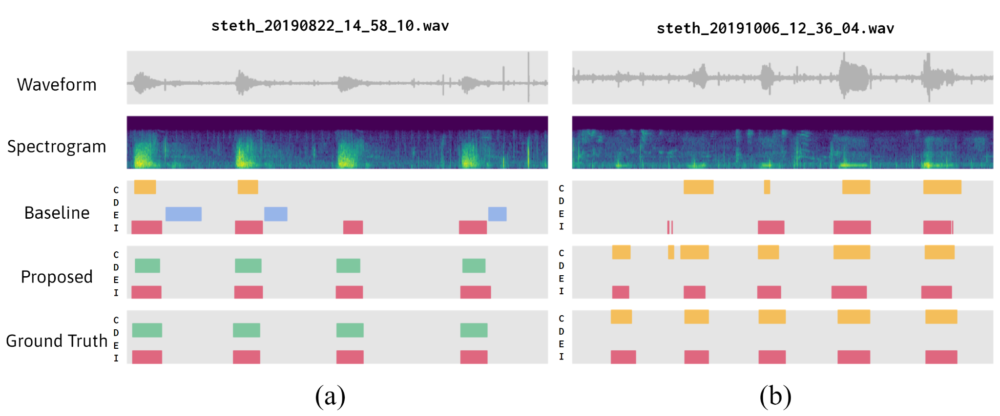 steth_20190822_14_58_10.wav
steth_20191006_12_36_04.wav
Waveform
Spectrogram
Baseline
C
D
E
I
C
D
E
I
Proposed
C
D
E
I
C
D
E
I
Ground Truth
C
D
E
I
C
D
E
I
(a)
(b)